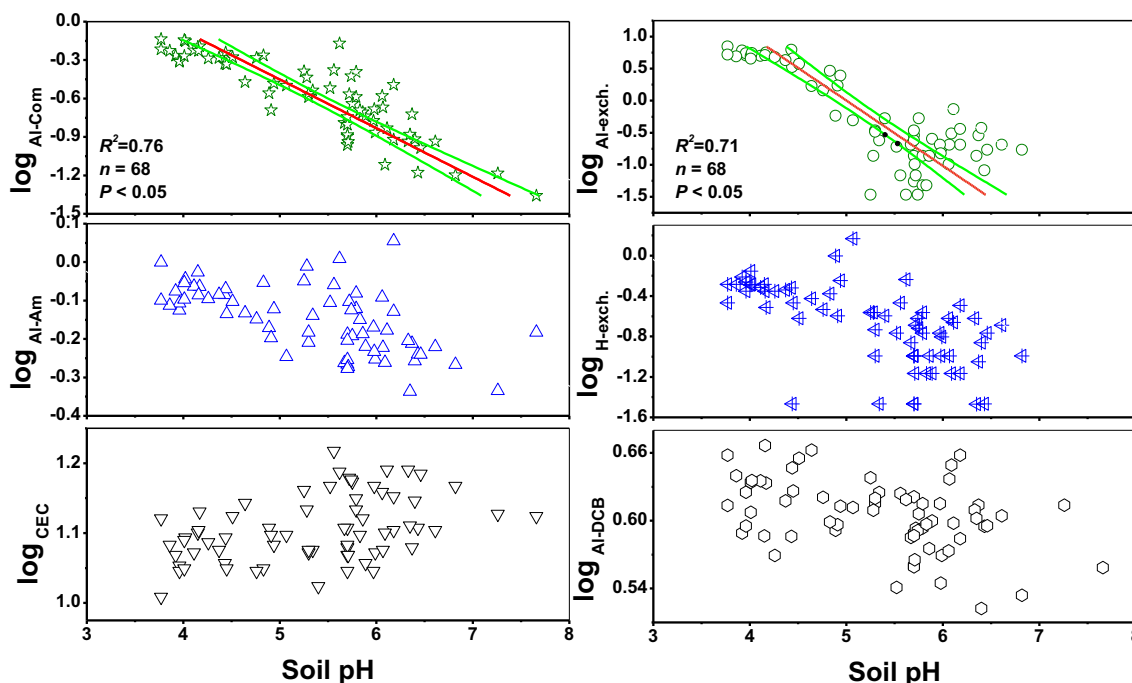 0.0
-0.3
-0.6
-0.9
-1.2
-1.5
log Al-Com
R²=0.76
n = 68
P < 0.05
1.0
0.5
0.0
-0.5
-1.0
-1.5
log Al-exch.
R²=0.71
n = 68
P < 0.05
0.1
0.0
-0.1
-0.2
-0.3
-0.4
log Al-Am
-0.0
-0.4
-0.8
-1.2
-1.6
log H-exch.
1.2
1.1
1.0
log CEC
3 4 5 6 7 8
Soil pH
0.66
0.60
0.54
log Al-DCB
3 4 5 6 7 8
Soil pH